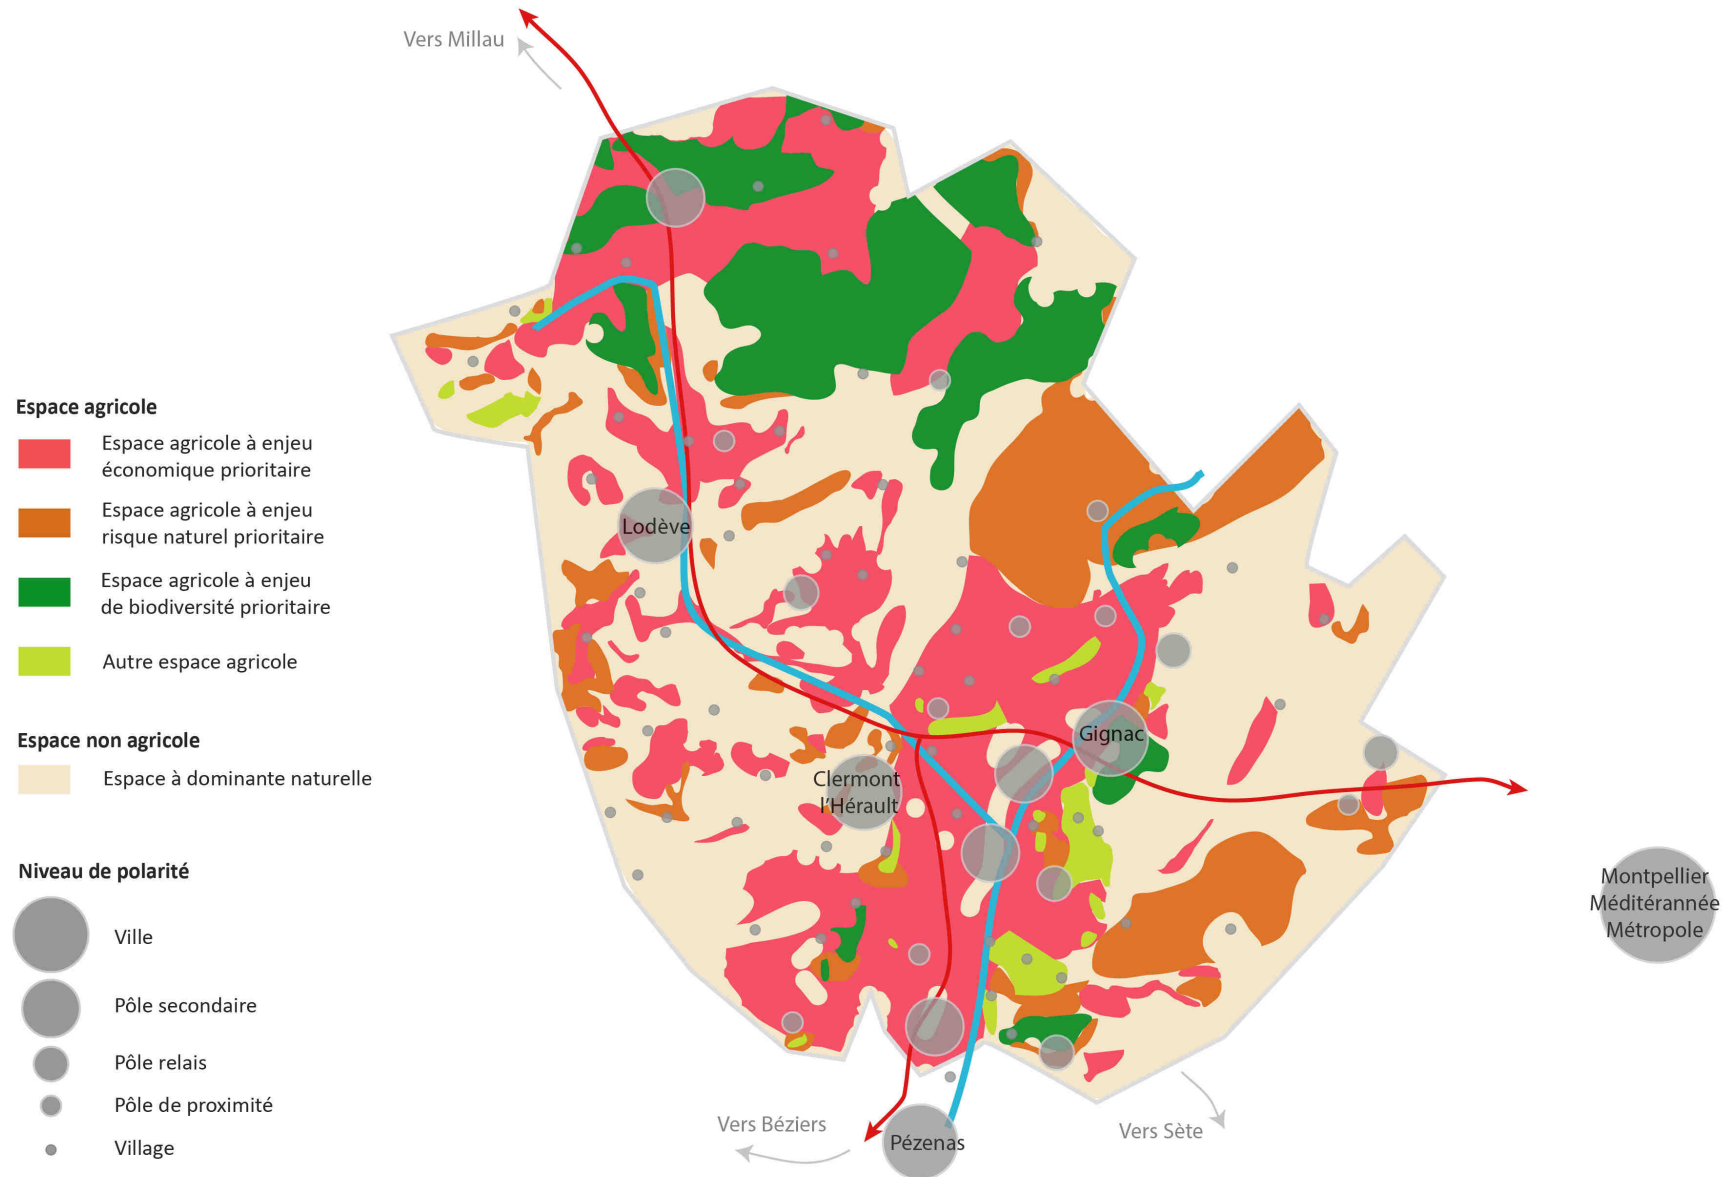 Vers Millau
Espace agricole
Espace agricole à enjeu
économique prioritaire
Espace agricole à enjeu
risque naturel prioritaire
Espace agricole à enjeu
de biodiversité prioritaire
Autre espace agricole
Espace non agricole
Espace à dominante naturelle
Niveau de polarité
Ville
Pôle secondaire
Pôle relais
Pôle de proximité
Village
Lodève
Gignac
Clermont
l'Hérault
Montpellier
Méditérannée
Métropole
Vers Béziers
Pézenas
Vers Sète